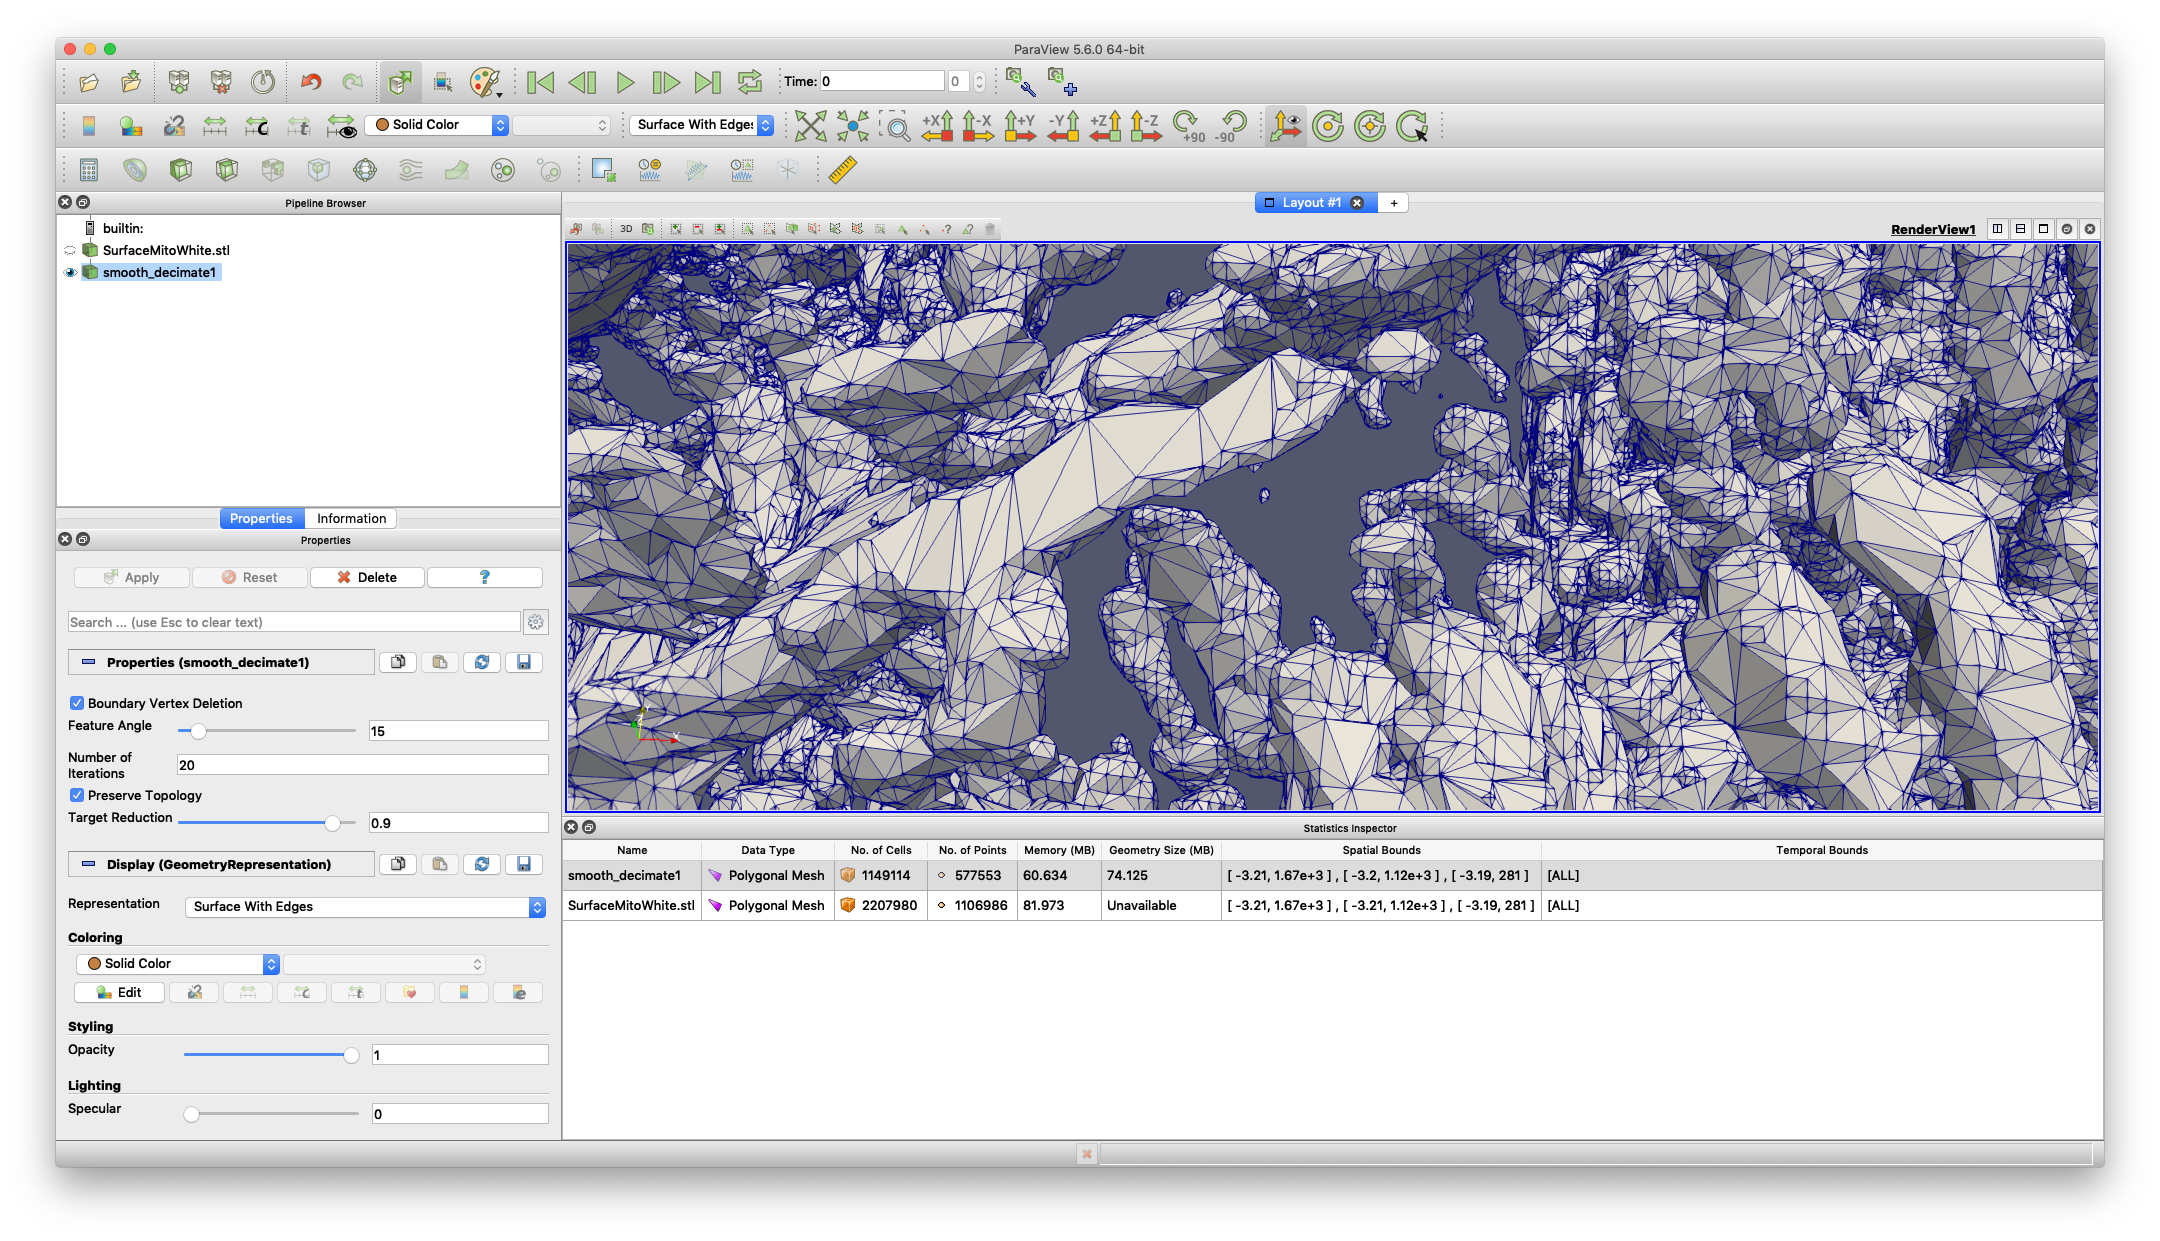 ParaView 5.6.0 64-bit
Time: 0 0
Solid Color Surface With Edges +X -X +Y -Y +Z -Z +90 -90
Pipeline Browser
builtin:
SurfaceMitoWhite.stl
smooth_decimate1
Properties Information
Properties
Apply Reset Delete ?
Search ... (use Esc to clear text)
Properties (smooth_decimate1)
Boundary Vertex Deletion
Feature Angle 15
Number of
Iterations
20
Preserve Topology
Target Reduction 0.9
Display (GeometryRepresentation)
Representation Surface With Edges
Coloring
Solid Color
Edit
Styling
Opacity 1
Lighting
Specular 0
Layout #1 +
3D RenderView1
X
Statistics Inspector
Name Data Type No. of Cells No. of Points Memory (MB) Geometry Size (MB) Spatial Bounds Temporal Bounds
smooth_decimate1 Polygonal Mesh 1149114 577553 60.634 74.125 [ -3.21, 1.67e+3 ] , [ -3.2, 1.12e+3 ] , [ -3.19, 281 ] [ALL]
SurfaceMitoWhite.stl Polygonal Mesh 2207980 1106986 81.973 Unavailable [ -3.21, 1.67e+3 ] , [ -3.21, 1.12e+3 ] , [ -3.19, 281 ] [ALL]